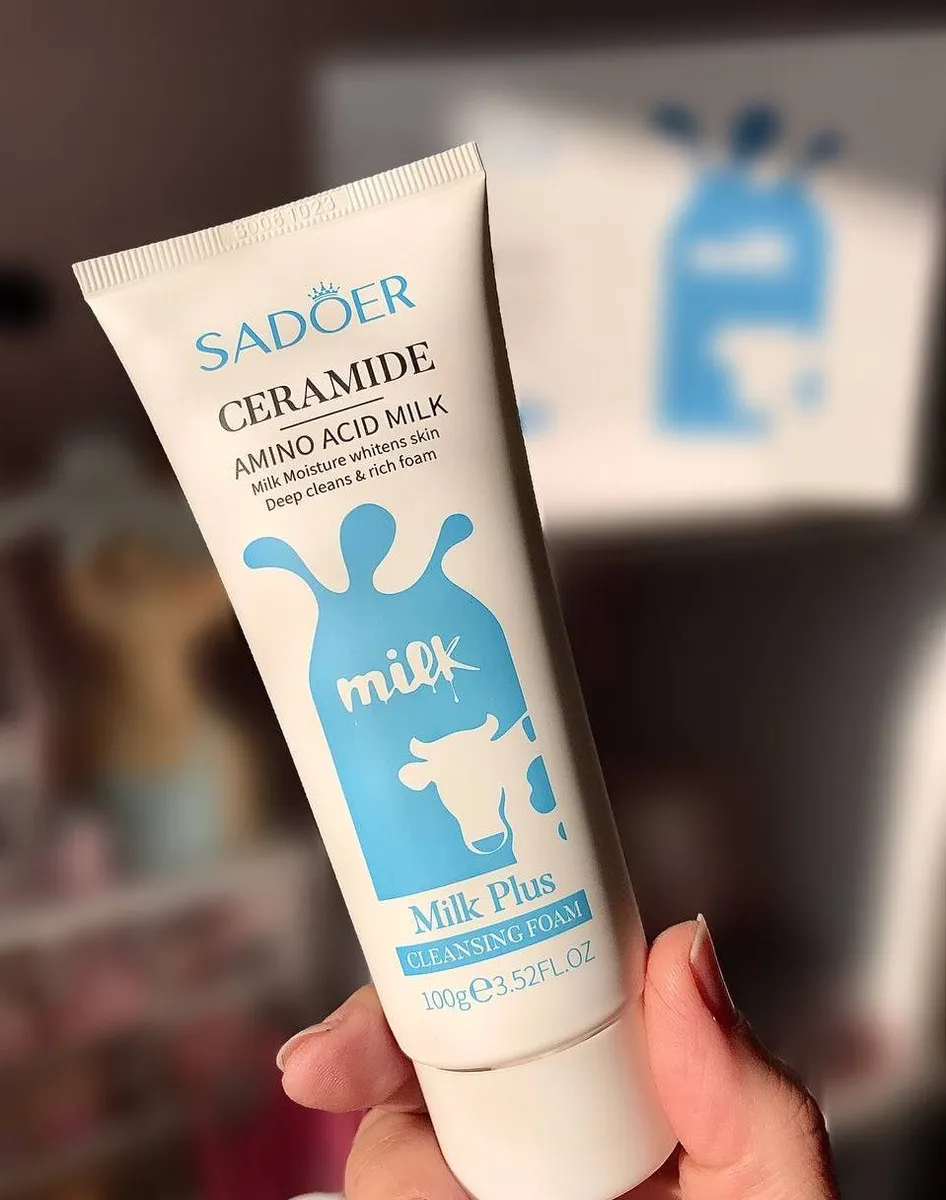 SADOER
CERAMIDE
AMINO ACID MILK
Milk Moisture whitens skin
Deep cleans & rich foam
milk
Milk Plus
CLEANSING FOAM
100g℮3.52FL.OZ